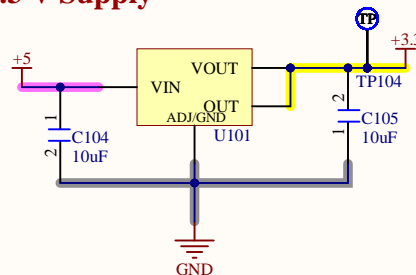 .3 V Supply
TP
+5
+3.3
VOUT
TP104
VIN
OUT
ADJ/GND
U101
1
C104
10uF
2
2
C105
10uF
1
GND